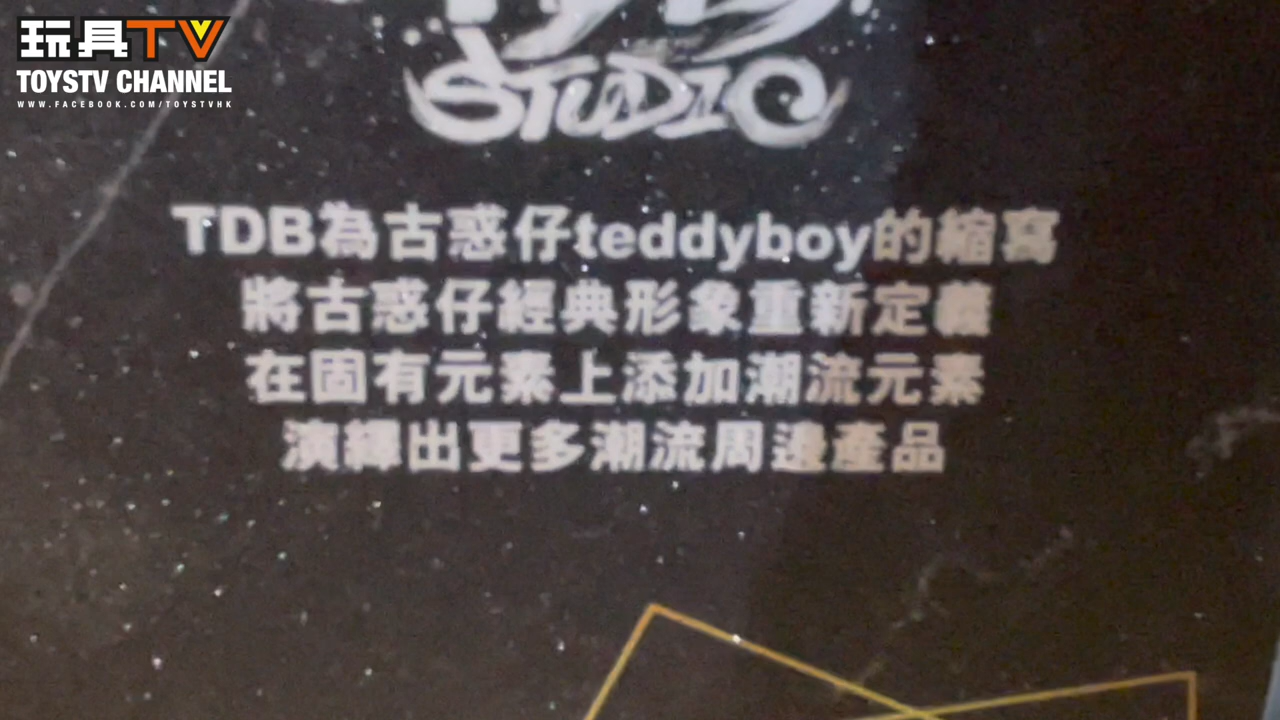 玩具TV
TOYSTV CHANNEL
WWW.FACEBOOK.COM/TOYSTVHK
STUDIO
TDB為古惑仔teddyboy的縮寫
將古惑仔經典形象重新定義
在固有元素上添加潮流元素
演繹出更多潮流周邊產品